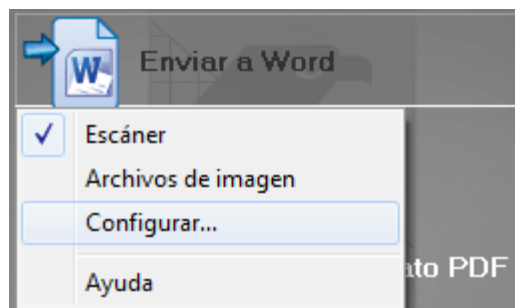 Enviar a Word
Escáner
Archivos de imagen
Configurar...
ato PDF
Ayuda